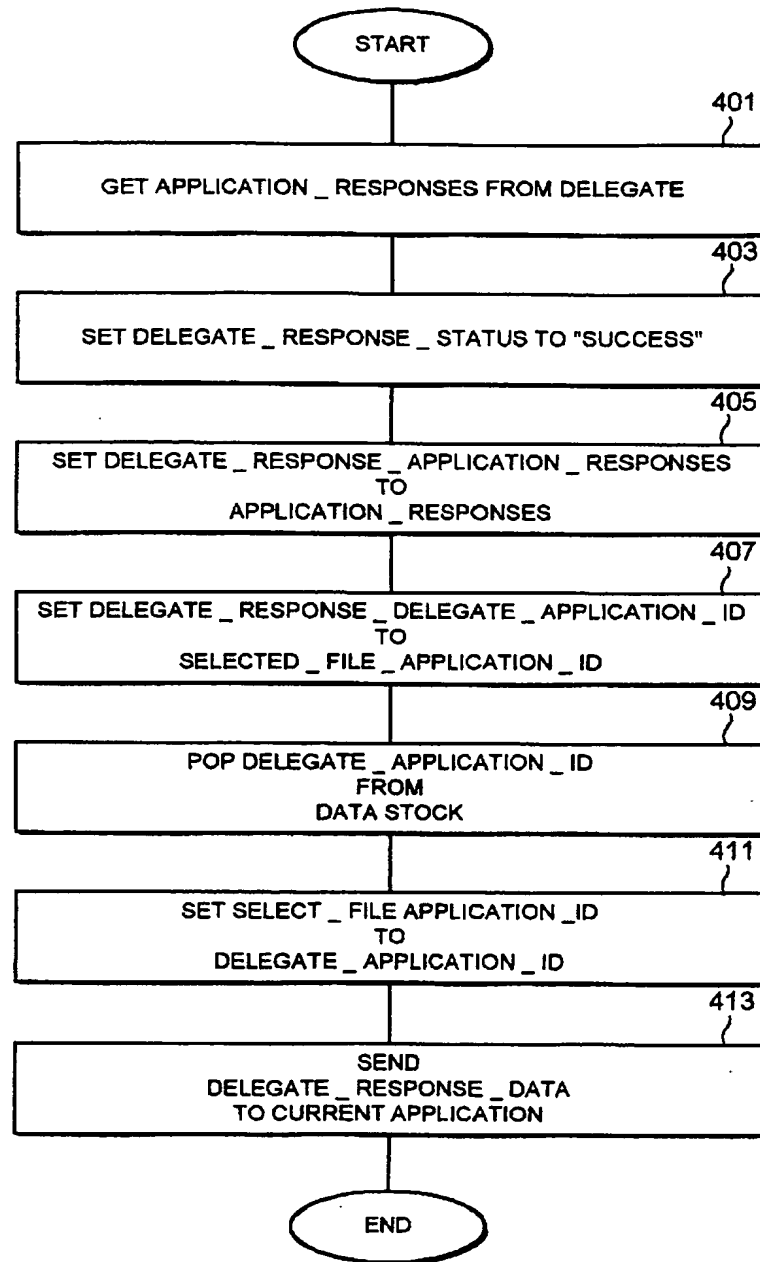 START
401
GET APPLICATION _ RESPONSES FROM DELEGATE
403
SET DELEGATE _ RESPONSE _ STATUS TO "SUCCESS"
405
SET DELEGATE _ RESPONSE _ APPLICATION _ RESPONSES
TO
APPLICATION _ RESPONSES
407
SET DELEGATE _ RESPONSE _ DELEGATE _ APPLICATION _ ID
TO
SELECTED _ FILE _ APPLICATION _ ID
409
POP DELEGATE _ APPLICATION _ ID
FROM
DATA STOCK
411
SET SELECT _ FILE APPLICATION _ID
TO
DELEGATE _ APPLICATION _ ID
413
SEND
DELEGATE _ RESPONSE _ DATA
TO CURRENT APPLICATION
END